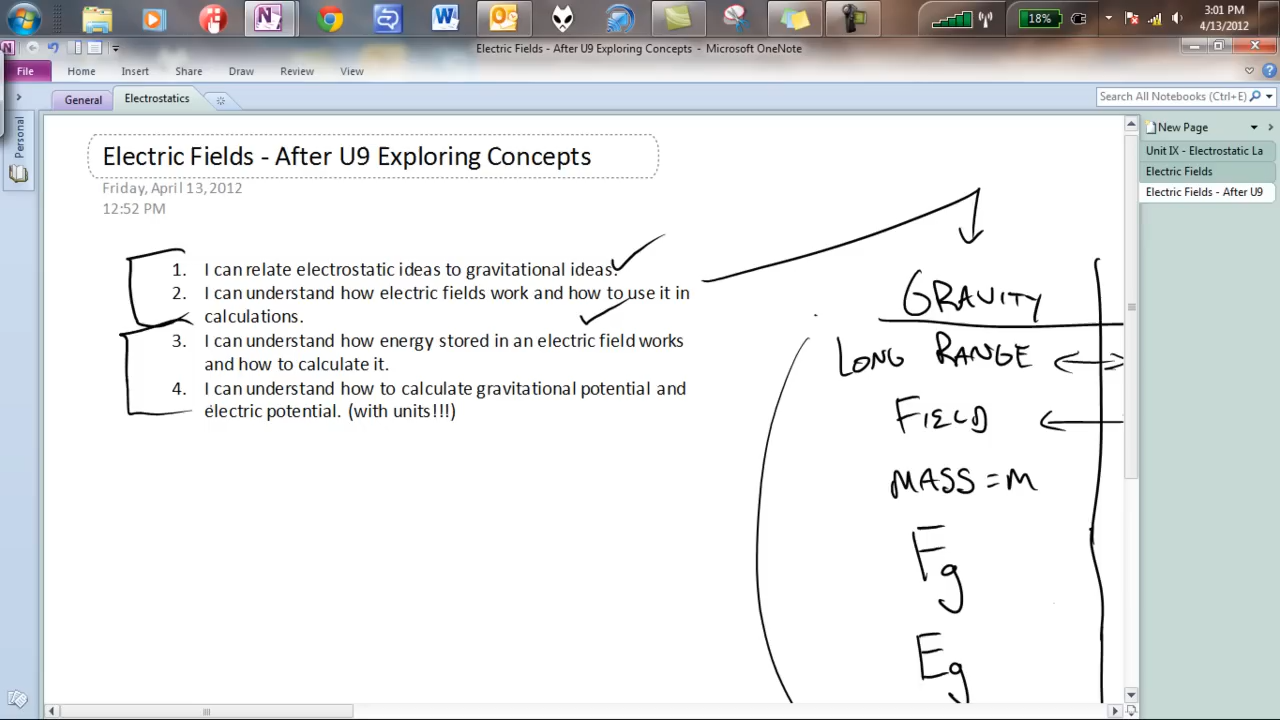 18%
3:01 PM
4/13/2012
Electric Fields - After U9 Exploring Concepts - Microsoft OneNote
File Home Insert Share Draw Review View
General Electrostatics
Search All Notebooks (Ctrl+E)
Personal
New Page
Unit IX - Electrostatic La
Electric Fields
Electric Fields - After U9
Electric Fields - After U9 Exploring Concepts
Friday, April 13, 2012
12:52 PM
1. I can relate electrostatic ideas to gravitational ideas.
2. I can understand how electric fields work and how to use it in
calculations.
3. I can understand how energy stored in an electric field works
and how to calculate it.
4. I can understand how to calculate gravitational potential and
electric potential. (with units!!!)
GRAVITY
LONG RANGE
FIELD
MASS = M
Fg
Eg